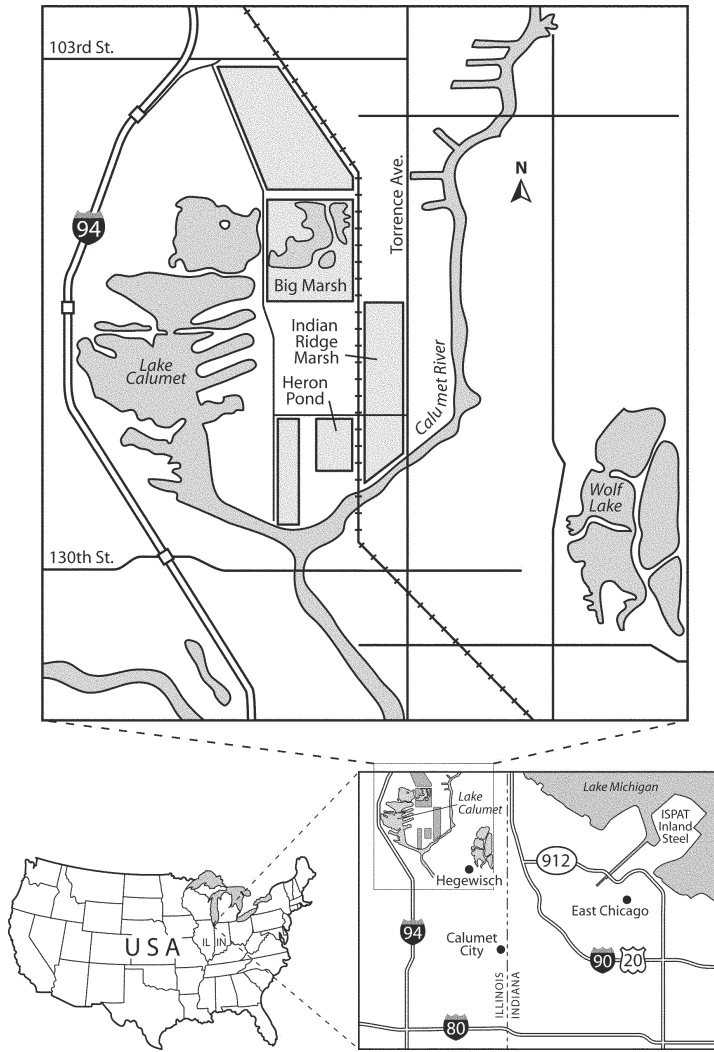 103rd St.
N
Torrence Ave.
94
Big Marsh
Indian
Ridge
Marsh
Lake
Calumet
Heron
Pond
Calumet River
Wolf
Lake
130th St.
Lake Michigan
Lake
Calumet
ISPAT
Inland
Steel
912
Hegewisch
East Chicago
94
Calumet
City
90
20
ILLINOIS
INDIANA
80
USA
IL
IN